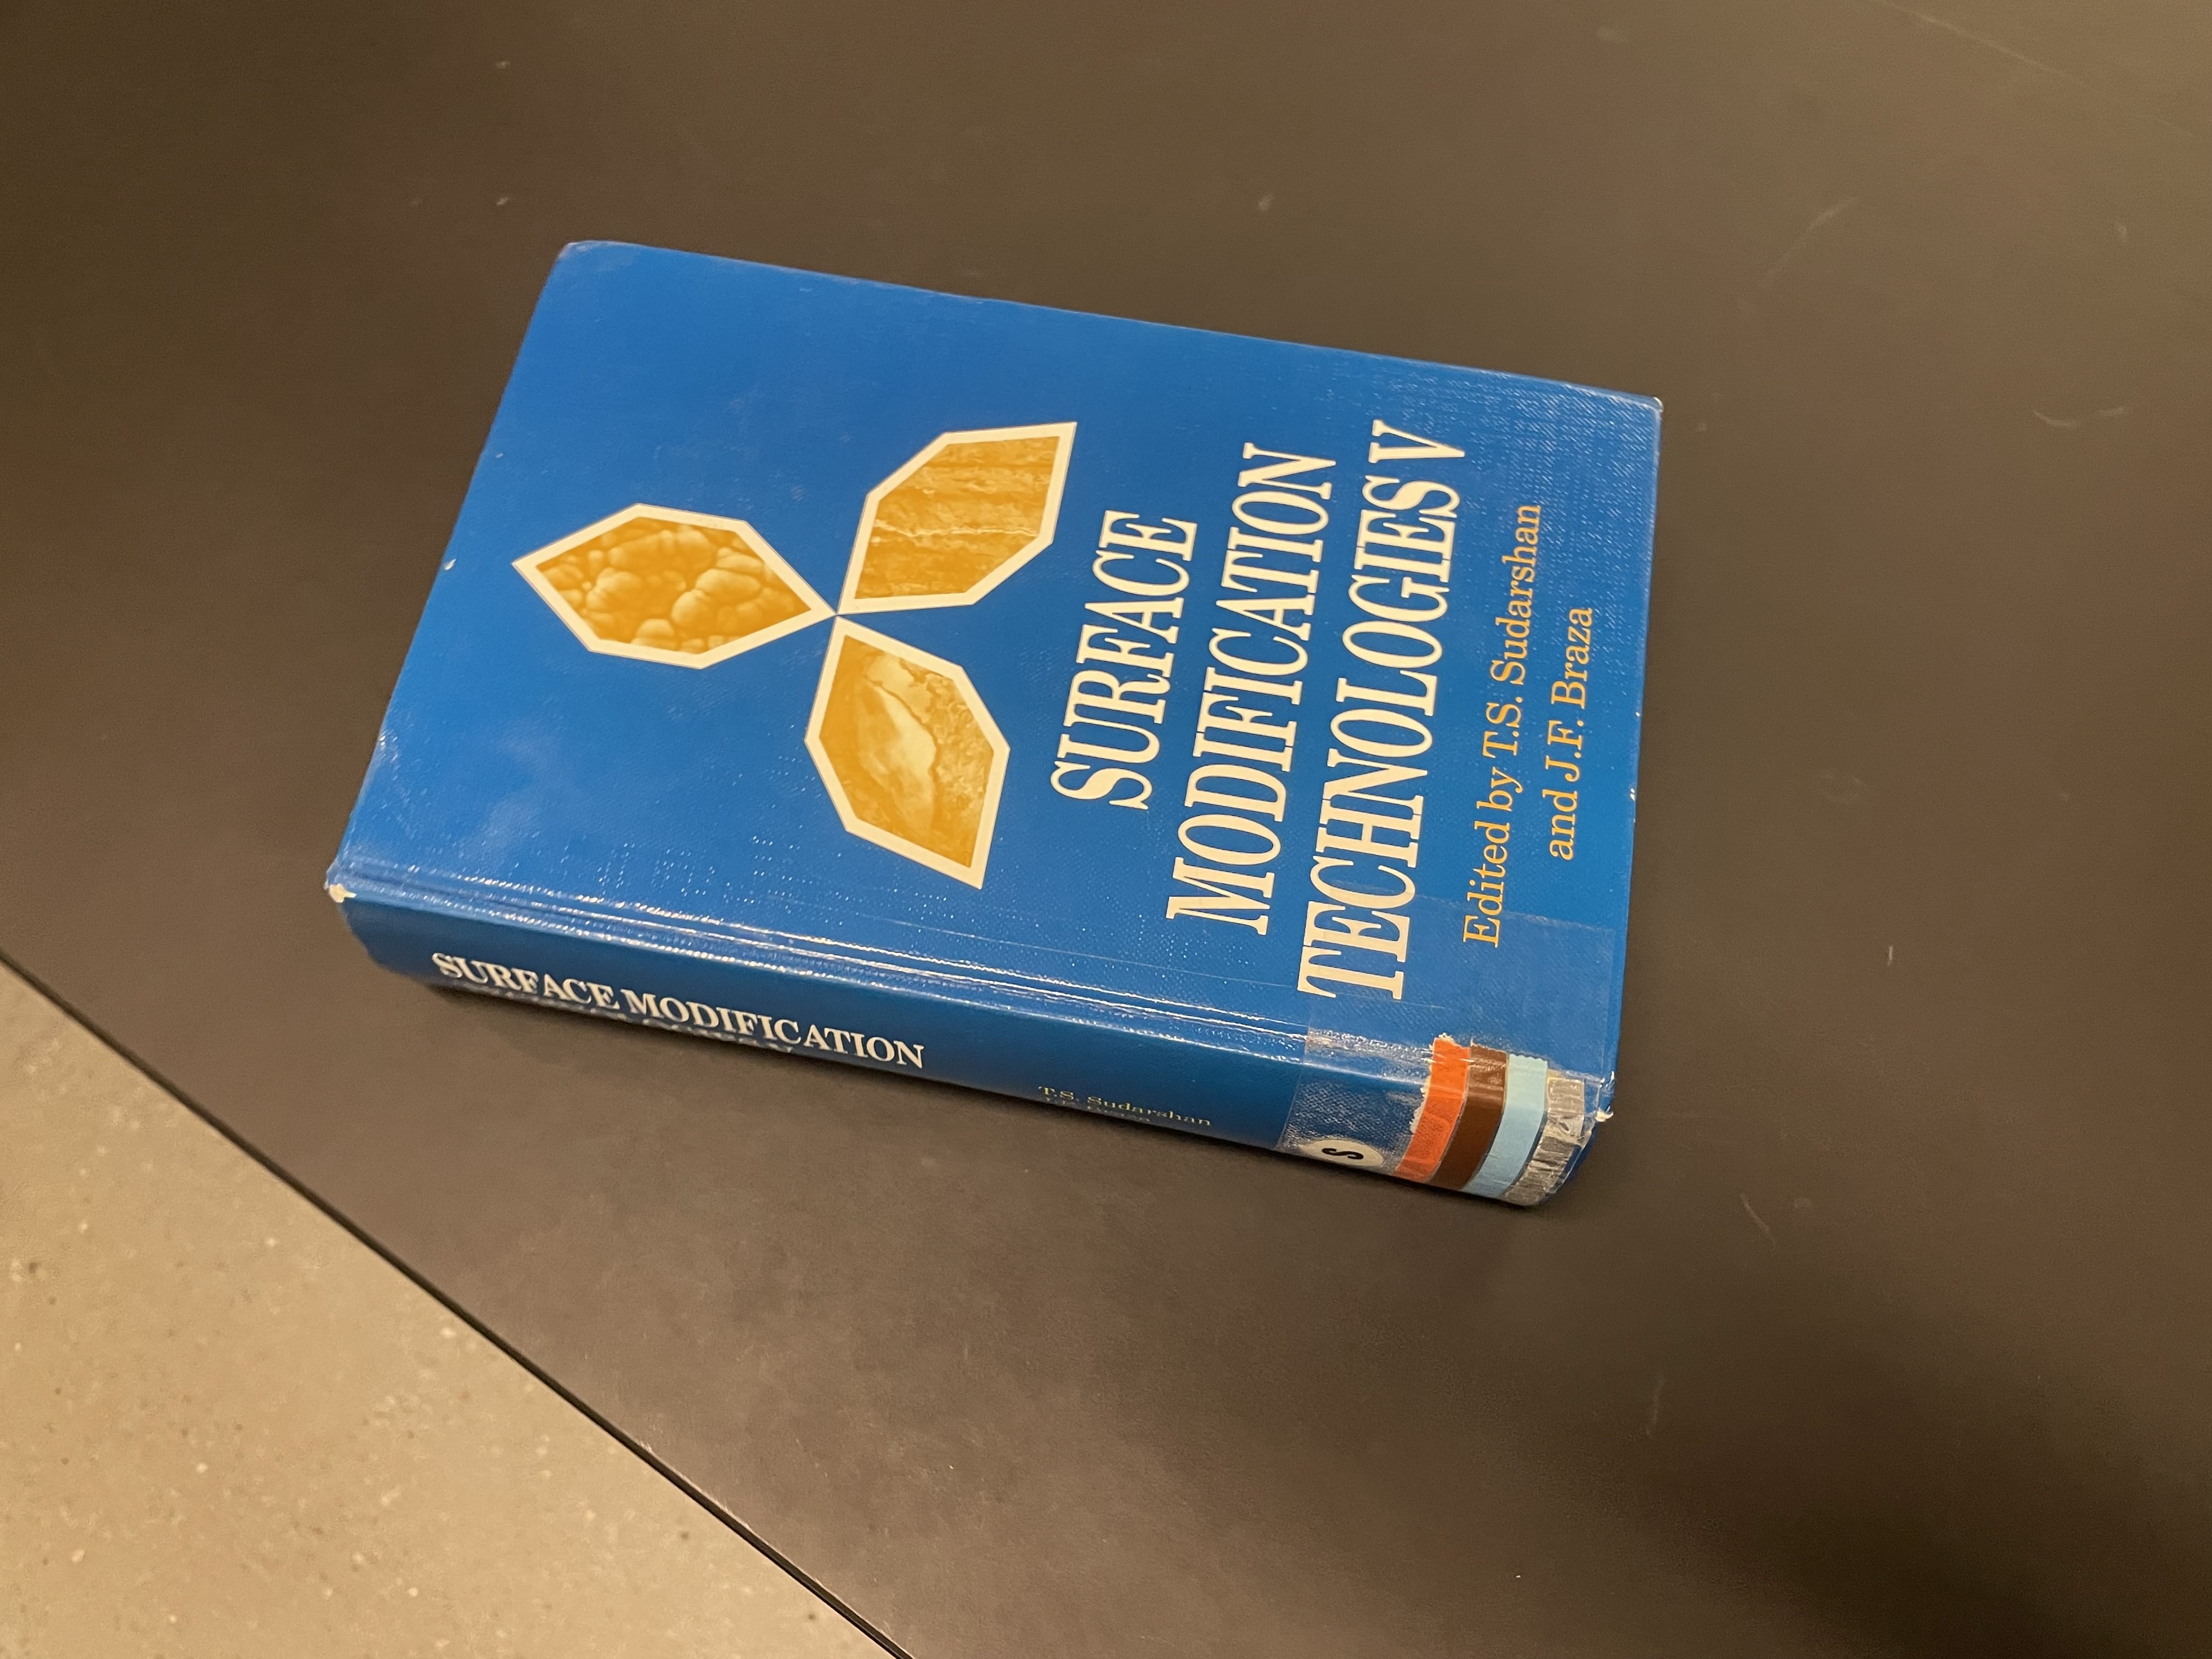 SURFACE
MODIFICATION
TECHNOLOGIES V
Edited by T.S. Sudarshan
and J.F. Braza
SURFACE MODIFICATION
T.S. Sudarshan
S